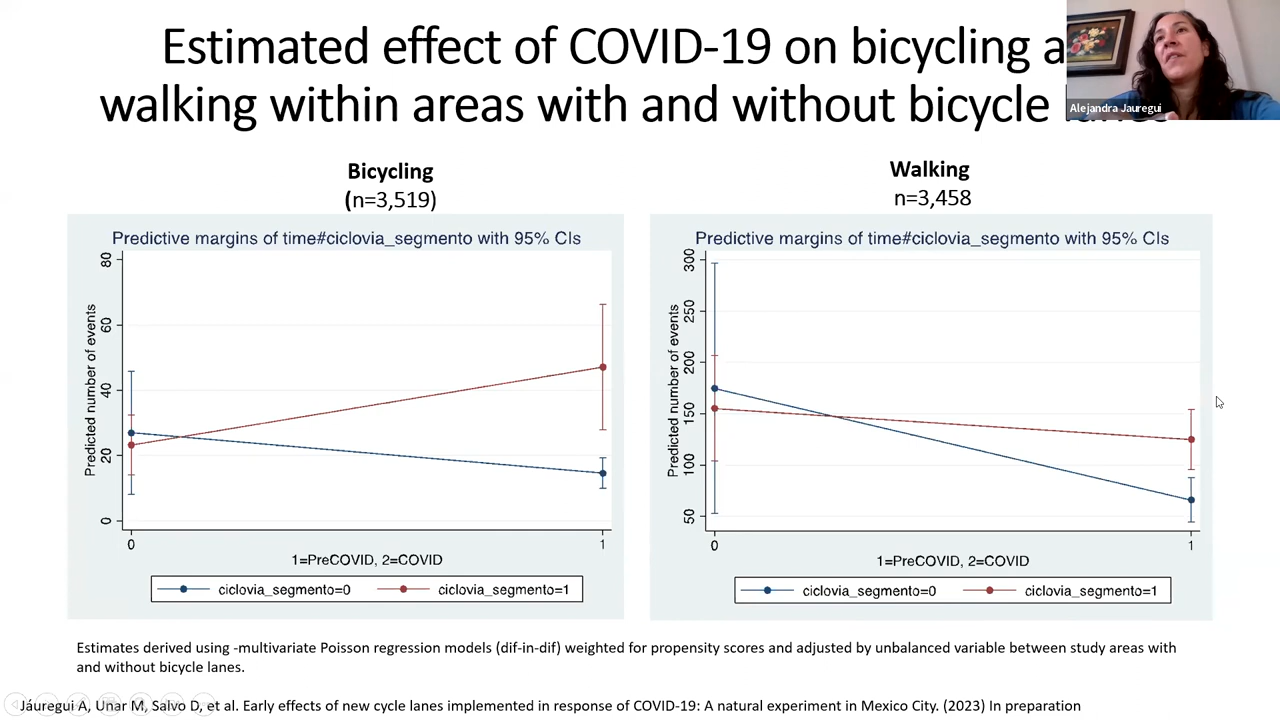 Estimated effect of COVID-19 on bicycling a
walking within areas with and without bicycle
Alejandra Jauregui
Bicycling
(n=3,519)
Predictive margins of time#ciclovia_segmento with 95% CIs
Predicted number of events
80
60
40
20
0
0
1
1=PreCOVID, 2=COVID
ciclovia_segmento=0
ciclovia_segmento=1
Walking
n=3,458
Predictive margins of time#ciclovia_segmento with 95% CIs
Predicted number of events
300
250
200
150
100
50
0
1
1=PreCOVID, 2=COVID
ciclovia_segmento=0
ciclovia_segmento=1
Estimates derived using -multivariate Poisson regression models (dif-in-dif) weighted for propensity scores and adjusted by unbalanced variable between study areas with
and without bicycle lanes.
Jáuregui A, Unar M, Salvo D, et al. Early effects of new cycle lanes implemented in response of COVID-19: A natural experiment in Mexico City. (2023) In preparation